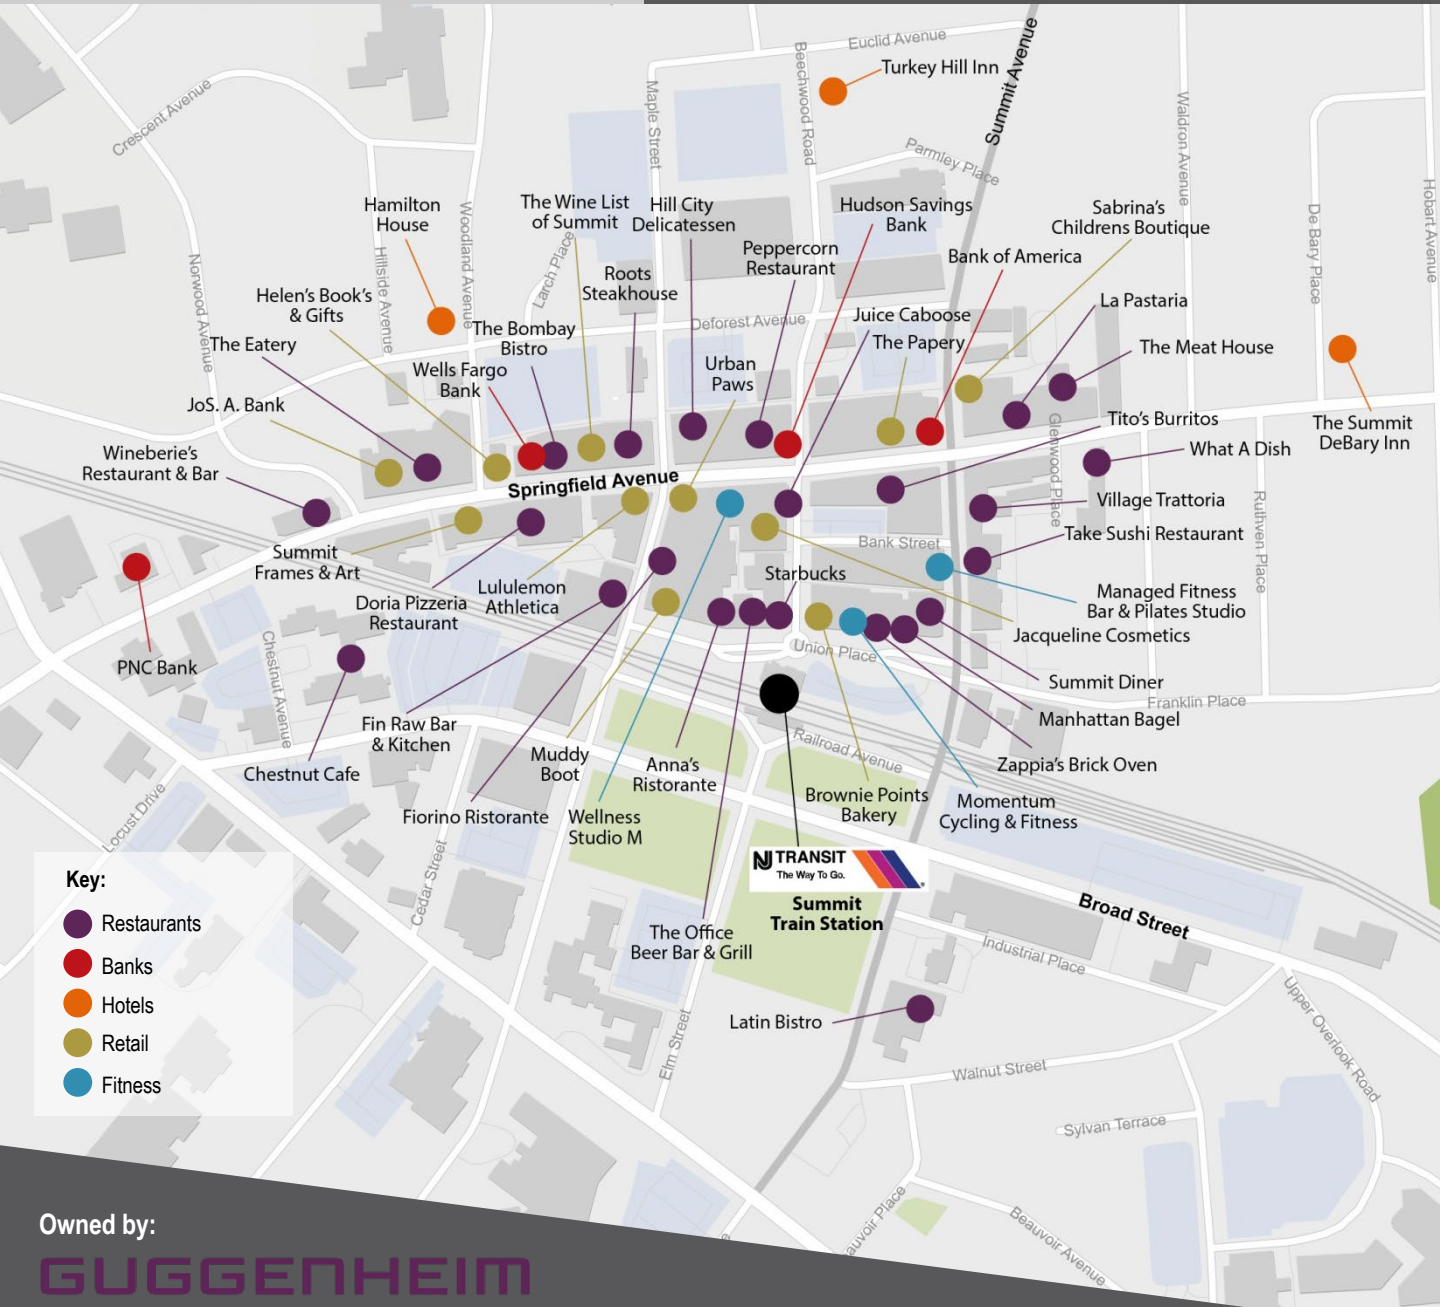 Euclid Avenue
Summit Avenue
Turkey Hill Inn
Beechwood Road
Maple Street
Crescent Avenue
Waldron Avenue
Parmley Place
Hobart Avenue
De Bary Place
Hamilton
House
The Wine List
of Summit
Hill City
Delicatessen
Hudson Savings
Bank
Sabrina's
Childrens Boutique
Woodland Avenue
Hillside Avenue
Norwood Avenue
Larch Place
Peppercorn
Restaurant
Bank of America
Roots
Steakhouse
Helen's Book's
& Gifts
La Pastaria
The Bombay
Bistro
Deforest Avenue
Juice Caboose
The Papery
The Eatery
The Meat House
Wells Fargo
Bank
Urban
Paws
JoS. A. Bank
Tito's Burritos
The Summit
DeBary Inn
Wineberie's
Restaurant & Bar
Glenwood Place
What A Dish
Springfield Avenue
Village Trattoria
Ruthven Place
Take Sushi Restaurant
Bank Street
Summit
Frames & Art
Starbucks
Lululemon
Athletica
Doria Pizzeria
Restaurant
Managed Fitness
Bar & Pilates Studio
Jacqueline Cosmetics
Union Place
PNC Bank
Chestnut Avenue
Summit Diner
Franklin Place
Manhattan Bagel
Fin Raw Bar
& Kitchen
Railroad Avenue
Muddy
Boot
Anna's
Ristorante
Zappia's Brick Oven
Chestnut Cafe
Brownie Points
Bakery
Momentum
Cycling & Fitness
Locust Drive
Fiorino Ristorante
Wellness
Studio M
NJ TRANSIT
The Way To Go.
Summit
Train Station
Key:
Restaurants
Banks
Hotels
Retail
Fitness
Cedar Street
The Office
Beer Bar & Grill
Broad Street
Industrial Place
Latin Bistro
Elm Street
Upper Overlook Road
Walnut Street
Sylvan Terrace
auvoir Place
Beauvoir Avenue
Owned by:
GUGGENHEIM